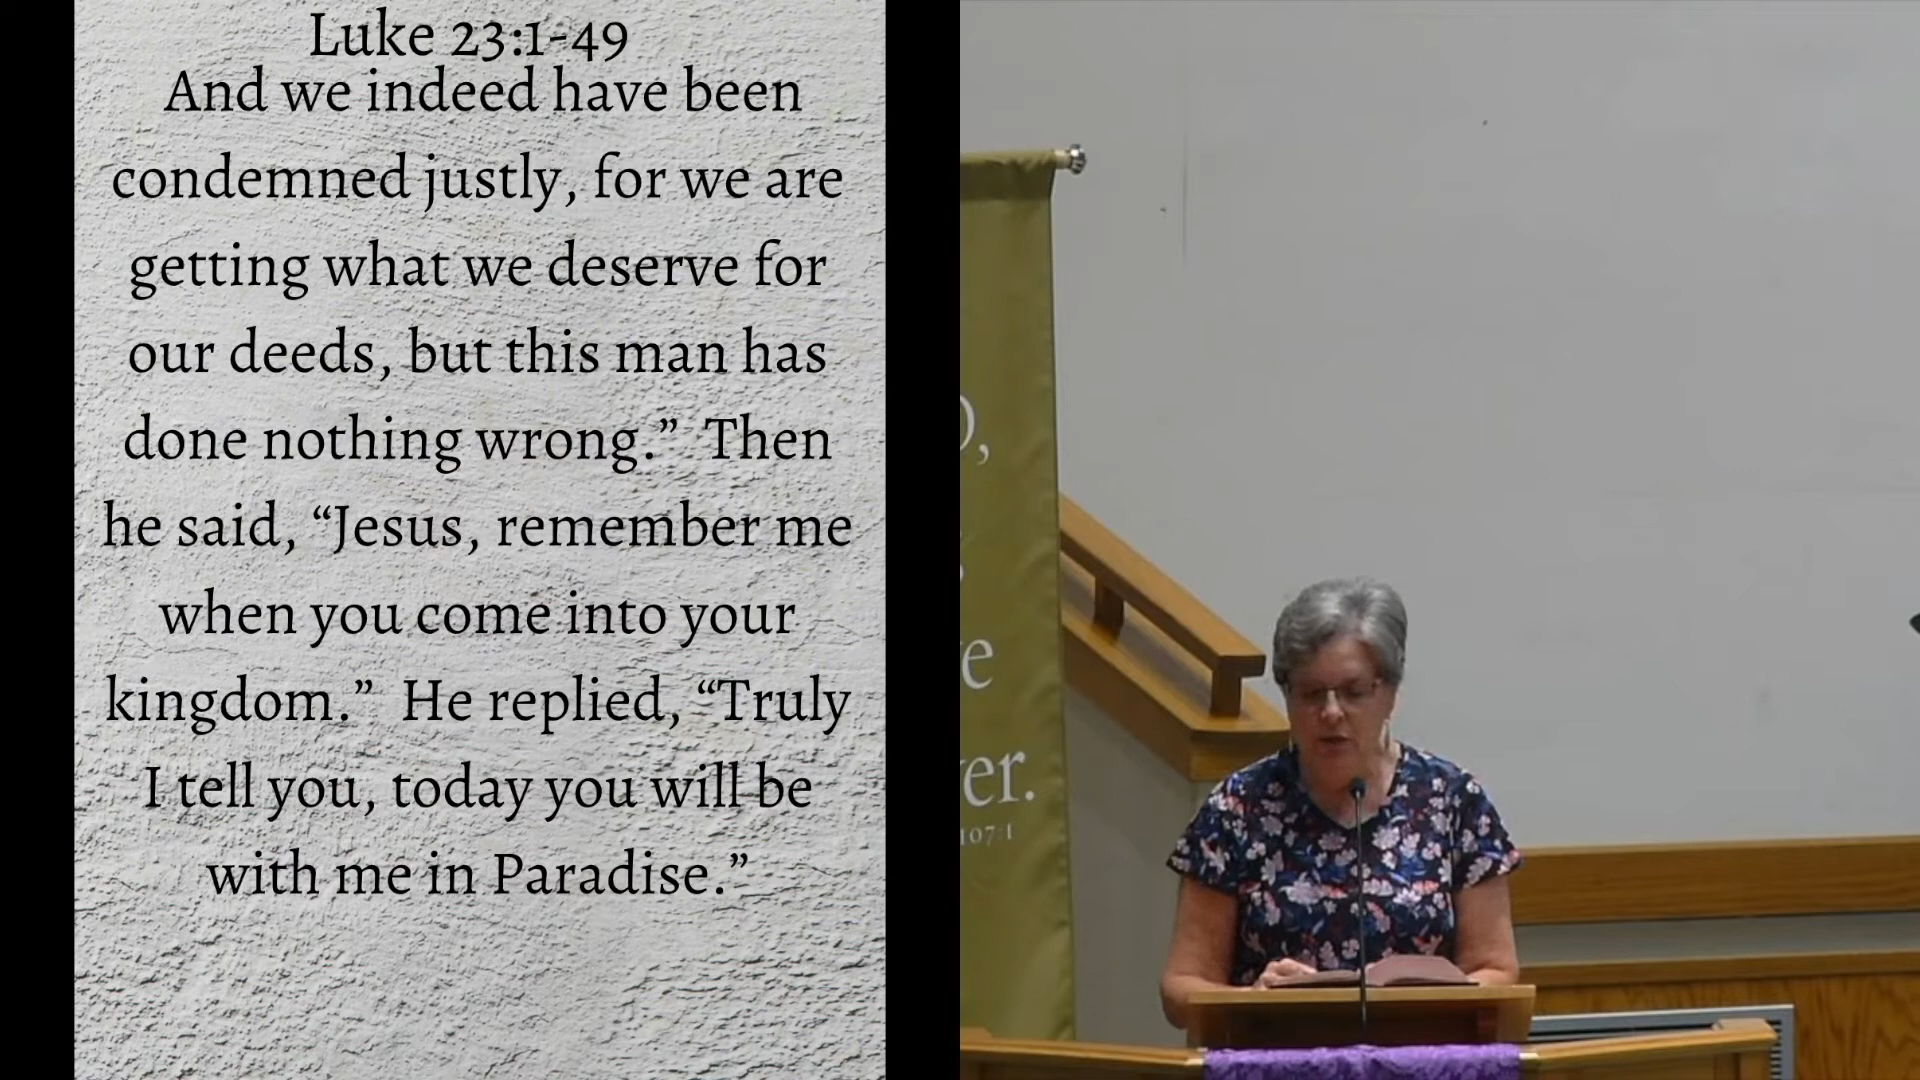 Luke 23:1-49
And we indeed have been
condemned justly, for we are
getting what we deserve for
our deeds, but this man has
done nothing wrong.”  Then
he said, “Jesus, remember me
when you come into your
kingdom.”  He replied, “Truly
I tell you, today you will be
with me in Paradise.”
107:1